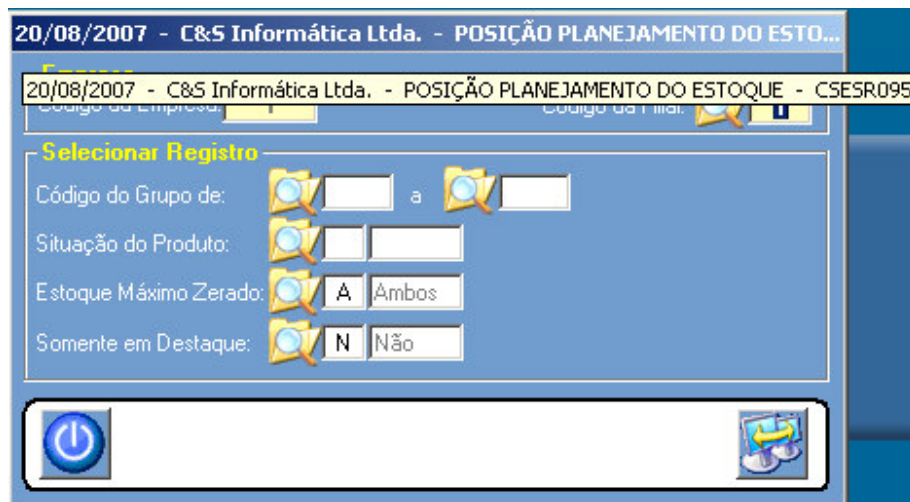 20/08/2007 - C&S Informática Ltda. - POSIÇÃO PLANEJAMENTO DO ESTO...
20/08/2007 - C&S Informática Ltda. - POSIÇÃO PLANEJAMENTO DO ESTOQUE - CSESR095
Código da Empresa: Código da Filial:
Selecionar Registro
Código do Grupo de: a
Situação do Produto:
Estoque Máximo Zerado: A Ambos
Somente em Destaque: N Não